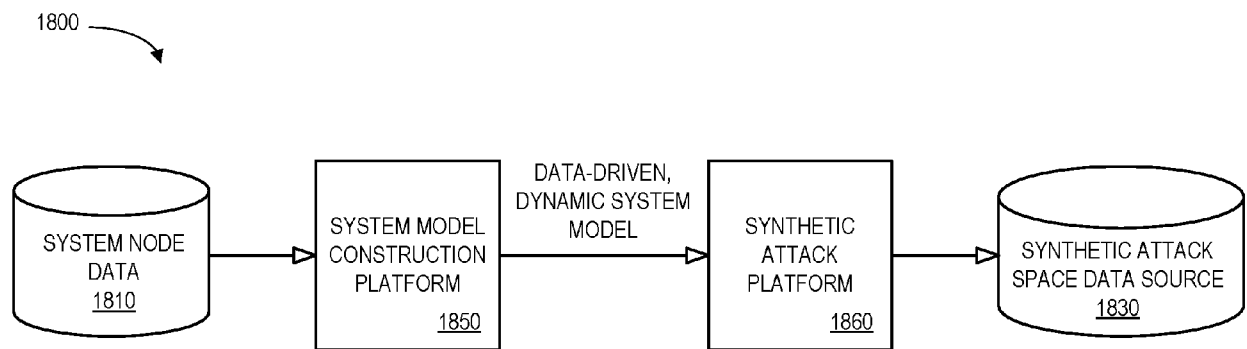 1800
SYSTEM NODE
DATA
1810
SYSTEM MODEL
CONSTRUCTION
PLATFORM
1850
DATA-DRIVEN,
DYNAMIC SYSTEM
MODEL
SYNTHETIC
ATTACK
PLATFORM
1860
SYNTHETIC ATTACK
SPACE DATA SOURCE
1830